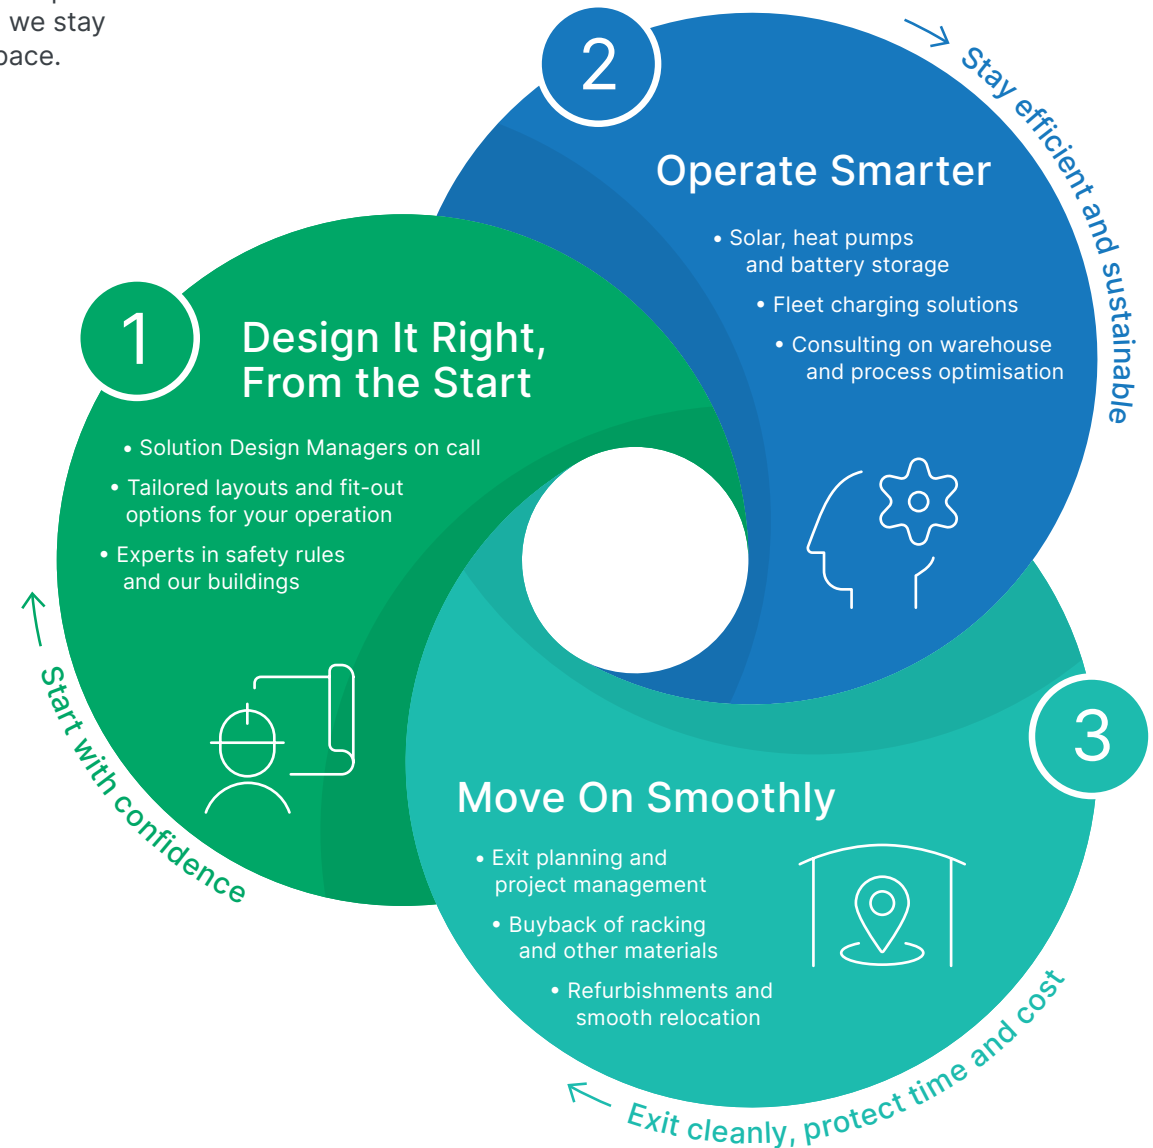 we stay
pace.
1
Design It Right,
From the Start
• Solution Design Managers on call
• Tailored layouts and fit-out
options for your operation
• Experts in safety rules
and our buildings
Start with confidence
2
Operate Smarter
• Solar, heat pumps
and battery storage
• Fleet charging solutions
• Consulting on warehouse
and process optimisation
Stay efficient and sustainable
3
Move On Smoothly
• Exit planning and
project management
• Buyback of racking
and other materials
• Refurbishments and
smooth relocation
Exit cleanly, protect time and cost